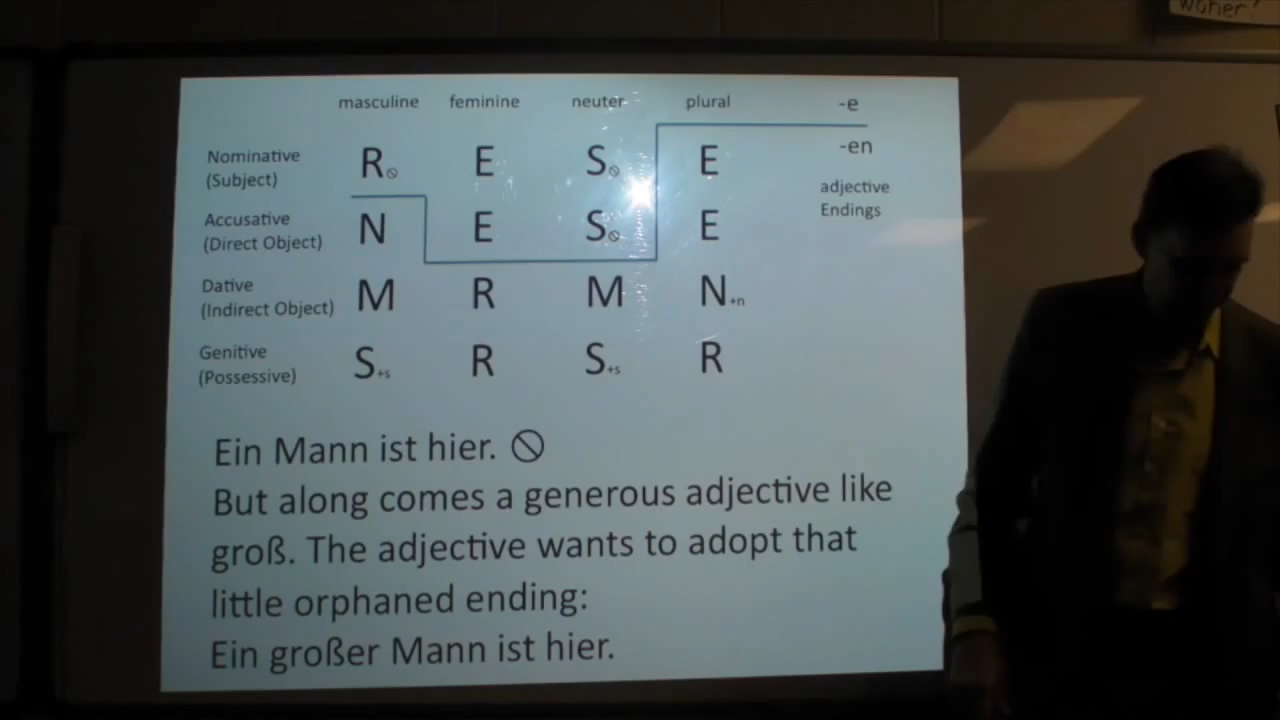 woher?
masculine feminine neuter plural -e
Nominative R⦸ E S⦸ E -en
(Subject)
adjective
Endings
Accusative N E S⦸ E
(Direct Object)
Dative M R M N+n
(Indirect Object)
Genitive S+s R S+s R
(Possessive)
Ein Mann ist hier. ⦸
But along comes a generous adjective like
groß. The adjective wants to adopt that
little orphaned ending:
Ein großer Mann ist hier.